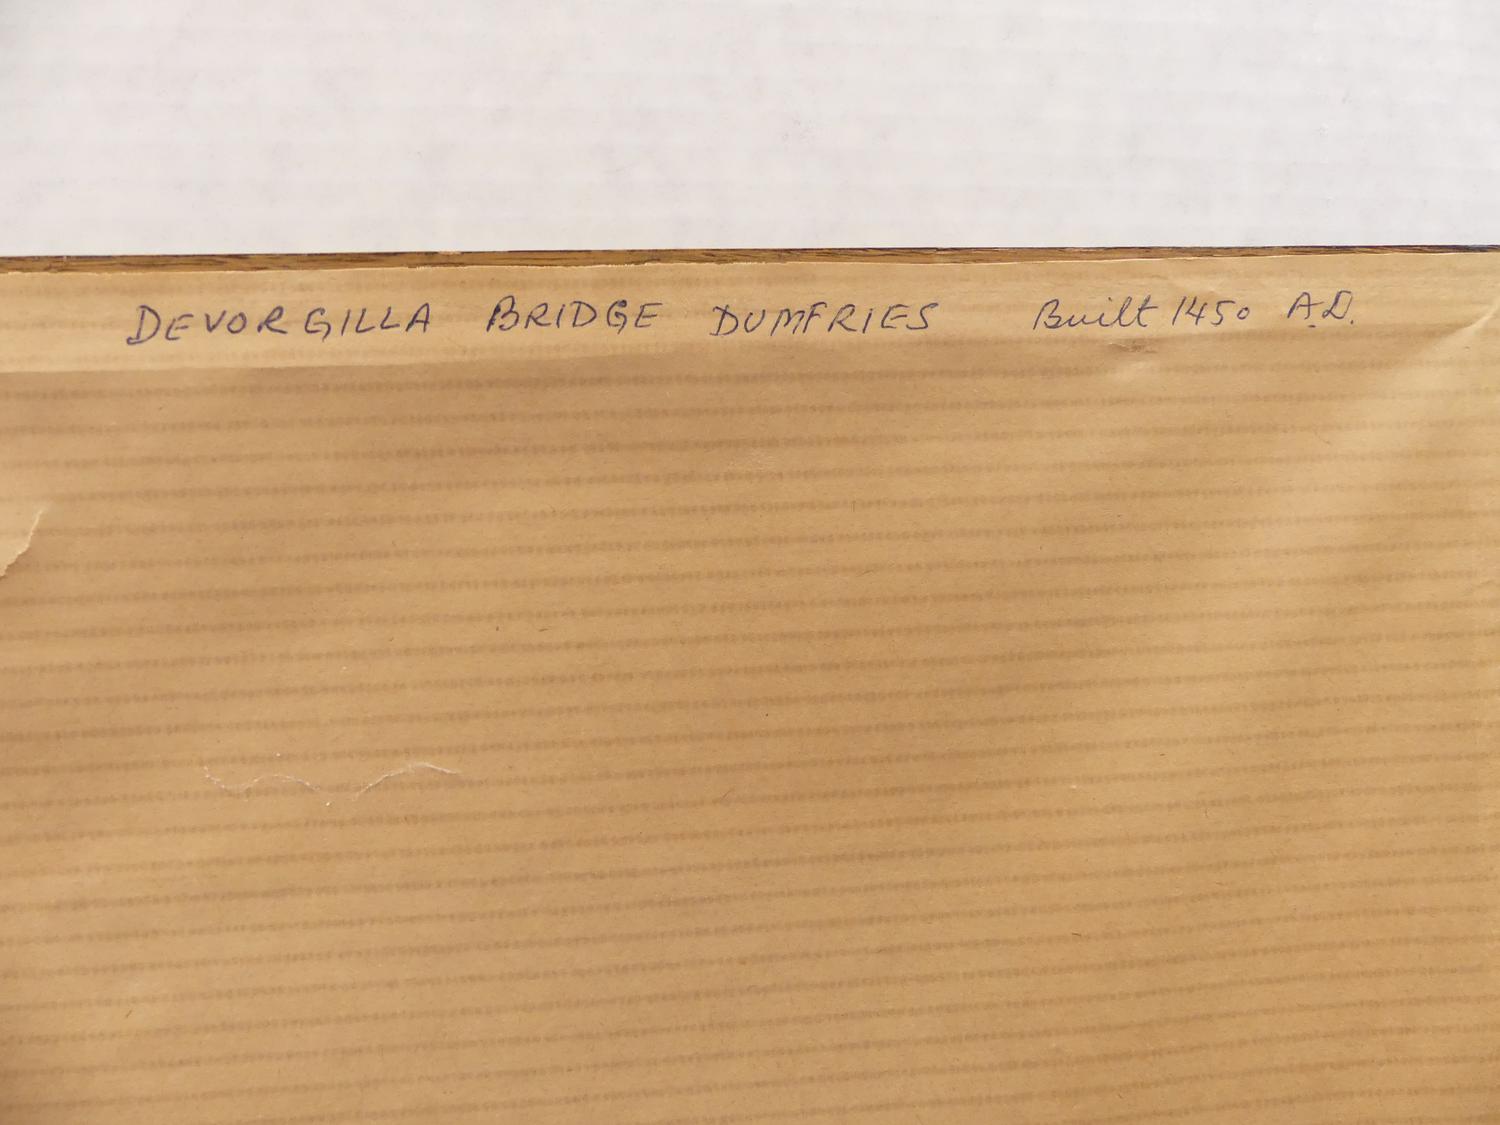 DEVORGILLA BRIDGE DUMFRIES Built 1450 A.D.